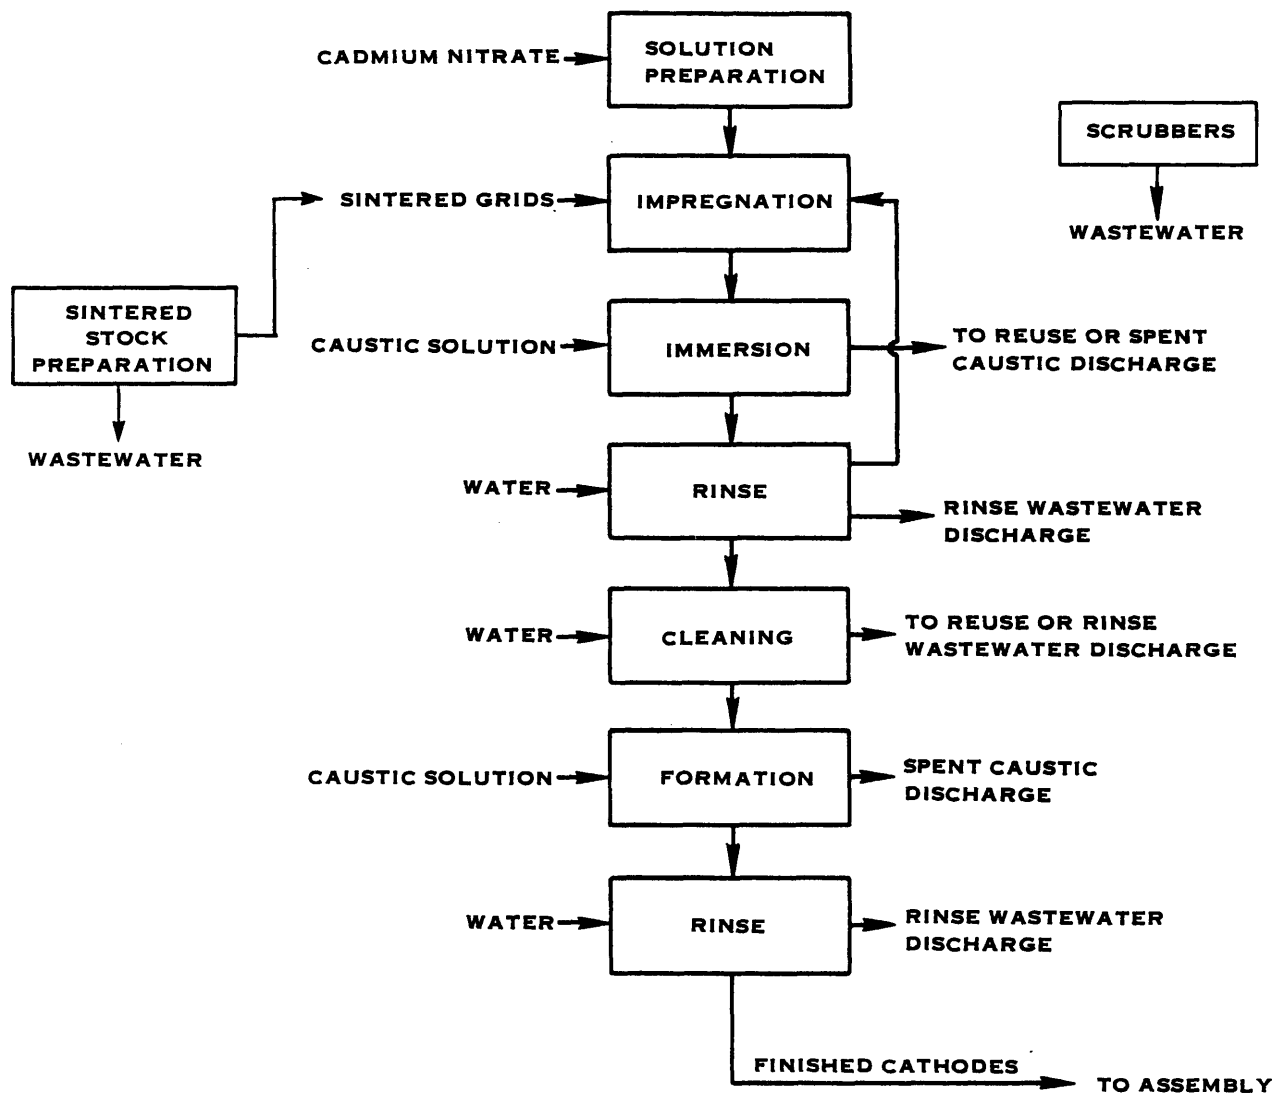 CADMIUM NITRATE
SOLUTION
PREPARATION
SCRUBBERS
WASTEWATER
SINTERED GRIDS
IMPREGNATION
SINTERED
STOCK
PREPARATION
WASTEWATER
CAUSTIC SOLUTION
IMMERSION
TO REUSE OR SPENT
CAUSTIC DISCHARGE
WATER
RINSE
RINSE WASTEWATER
DISCHARGE
WATER
CLEANING
TO REUSE OR RINSE
WASTEWATER DISCHARGE
CAUSTIC SOLUTION
FORMATION
SPENT CAUSTIC
DISCHARGE
WATER
RINSE
RINSE WASTEWATER
DISCHARGE
FINISHED CATHODES
TO ASSEMBLY